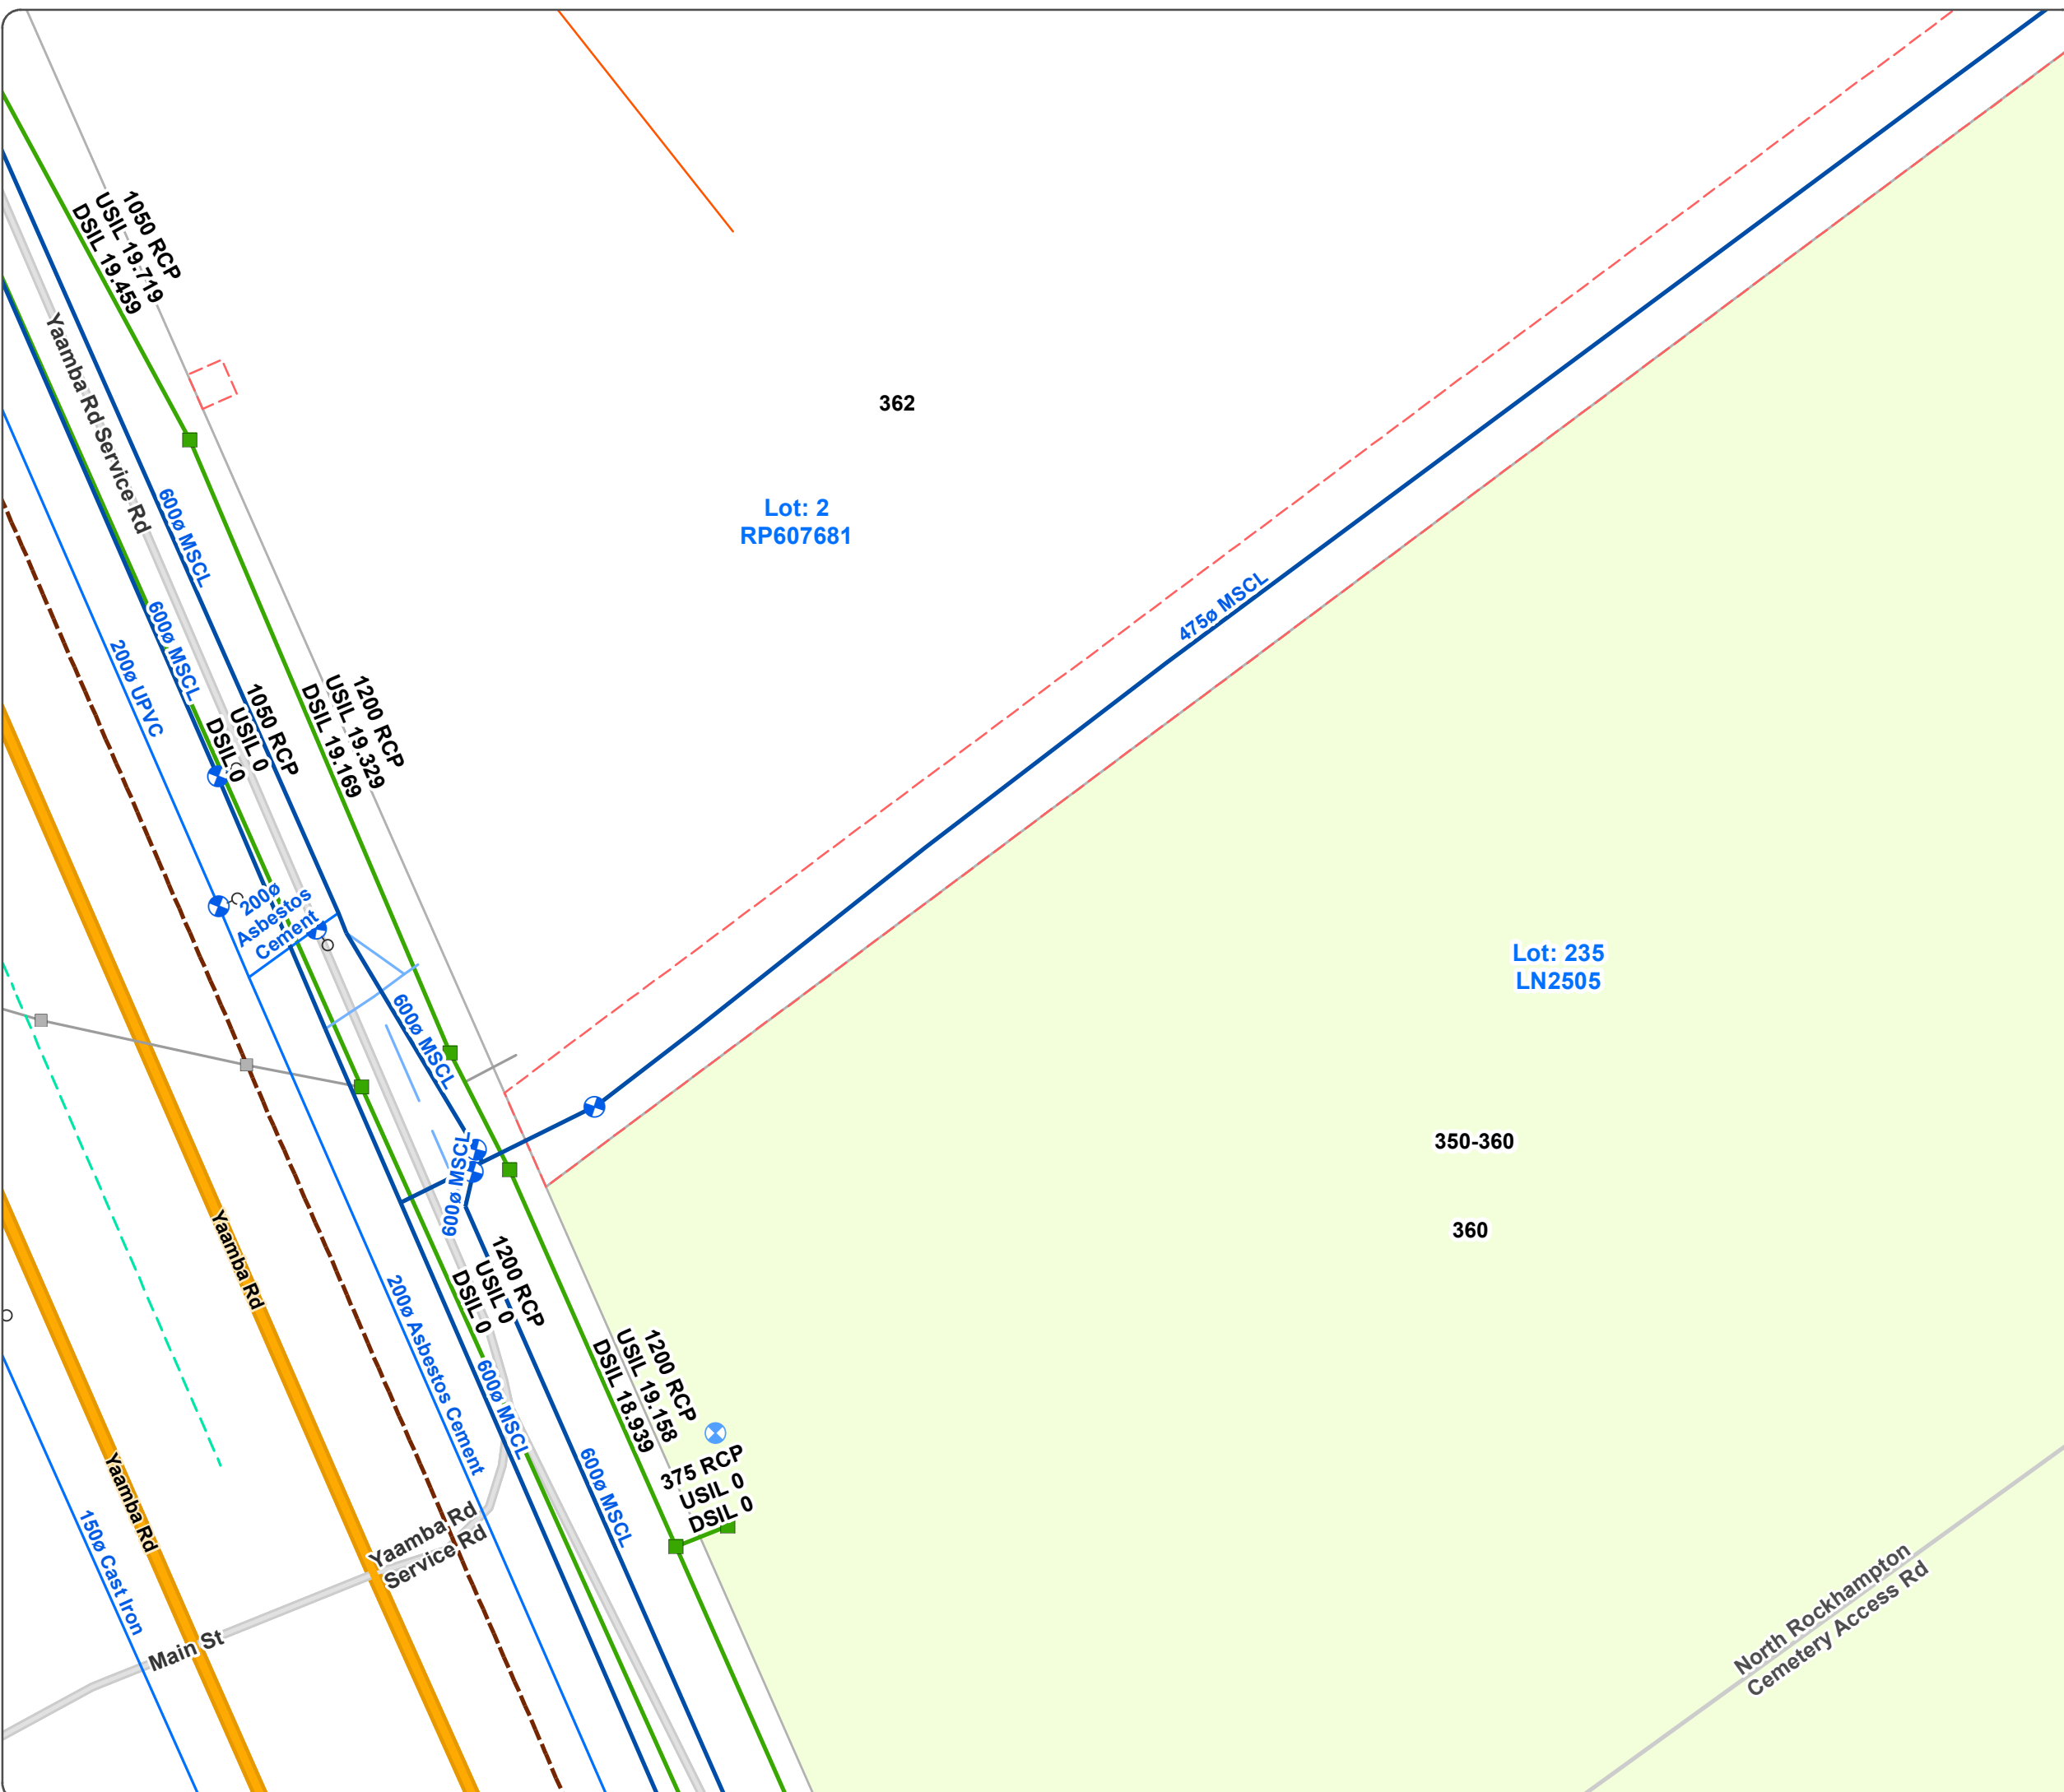 1050 RCP
USIL 19.719
DSIL 19.459
Yaamba Rd Service Rd
362
600ø MSCL
Lot: 2
RP607681
475ø MSCL
600ø MSCL
200ø UPVC
1050 RCP
USIL 0
DSIL 0
1200 RCP
USIL 19.329
DSIL 19.169
200ø
Asbestos
Cement
Lot: 235
LN2505
600ø MSCL
350-360
600ø MSCL
360
Yaamba Rd
1200 RCP
USIL 0
DSIL 0
200ø Asbestos Cement
600ø MSCL
1200 RCP
USIL 19.158
DSIL 18.939
375 RCP
USIL 0
DSIL 0
600ø MSCL
Yaamba Rd
150ø Cast Iron
Yaamba Rd
Service Rd
Main St
North Rockhampton
Cemetery Access Rd